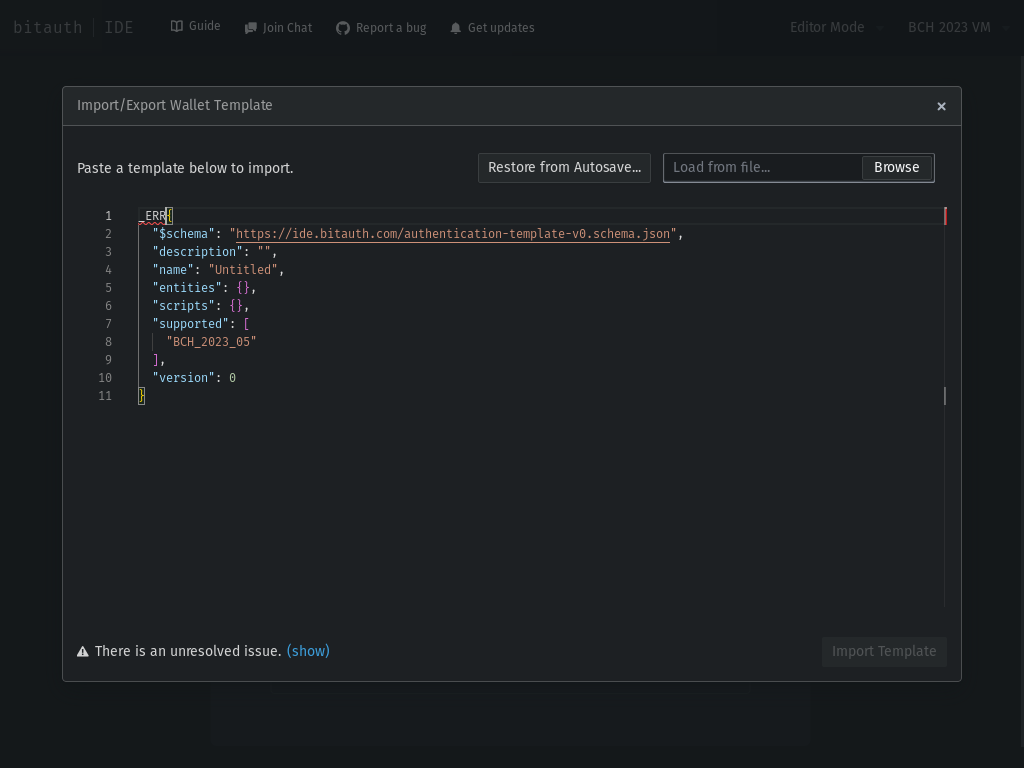 bitauth | IDE Guide Join Chat Report a bug Get updates Editor Mode BCH 2023 VM
Import/Export Wallet Template ×
Paste a template below to import. Restore from Autosave... Load from file... Browse
1 _ERR{
2 "$schema": "https://ide.bitauth.com/authentication-template-v0.schema.json",
3 "description": "",
4 "name": "Untitled",
5 "entities": {},
6 "scripts": {},
7 "supported": [
8 "BCH_2023_05"
9 ],
10 "version": 0
11 }
There is an unresolved issue. (show) Import Template